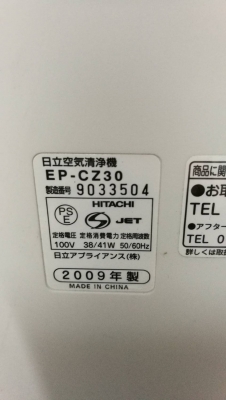 日立空気清浄機
EP-CZ30
製造番号 9033504
PS
E
HITACHI
S JET
定格電圧 定格消費電力 定格周波数
100V 38/41W 50/60Hz
日立アプライアンス(株)
2009年製
MADE IN CHINA
商品に関
●お取
TEL
●アフター
TEL 0
詳しくは取扱